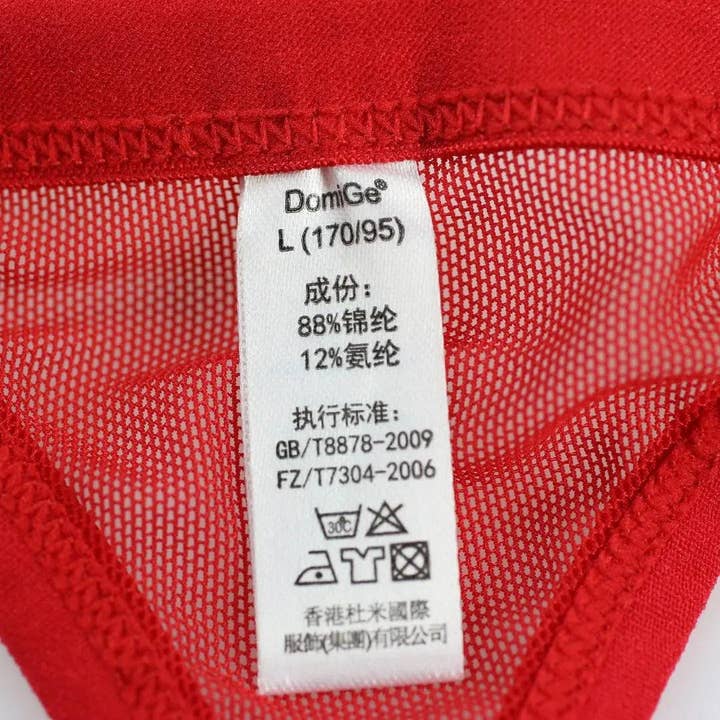 DomiGe®
L (170/95)
成份：
88%锦纶
12%氨纶
执行标准：
GB/T8878-2009
FZ/T7304-2006
30C
香港杜米國際
服飾(集團)有限公司